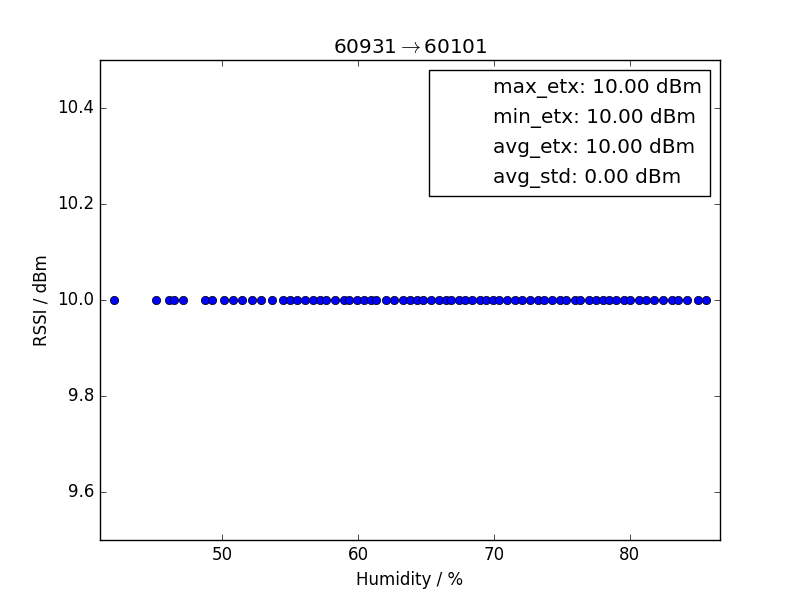 60931→60101
max_etx: 10.00 dBm
min_etx: 10.00 dBm
avg_etx: 10.00 dBm
avg_std: 0.00 dBm
10.4
10.2
10.0
9.8
9.6
RSSI / dBm
50 60 70 80
Humidity / %